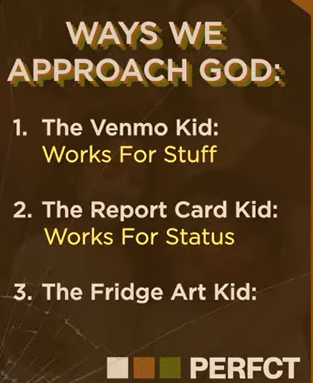 WAYS WE
APPROACH GOD:
1. The Venmo Kid:
Works For Stuff
2. The Report Card Kid:
Works For Status
3. The Fridge Art Kid:
PERFCT